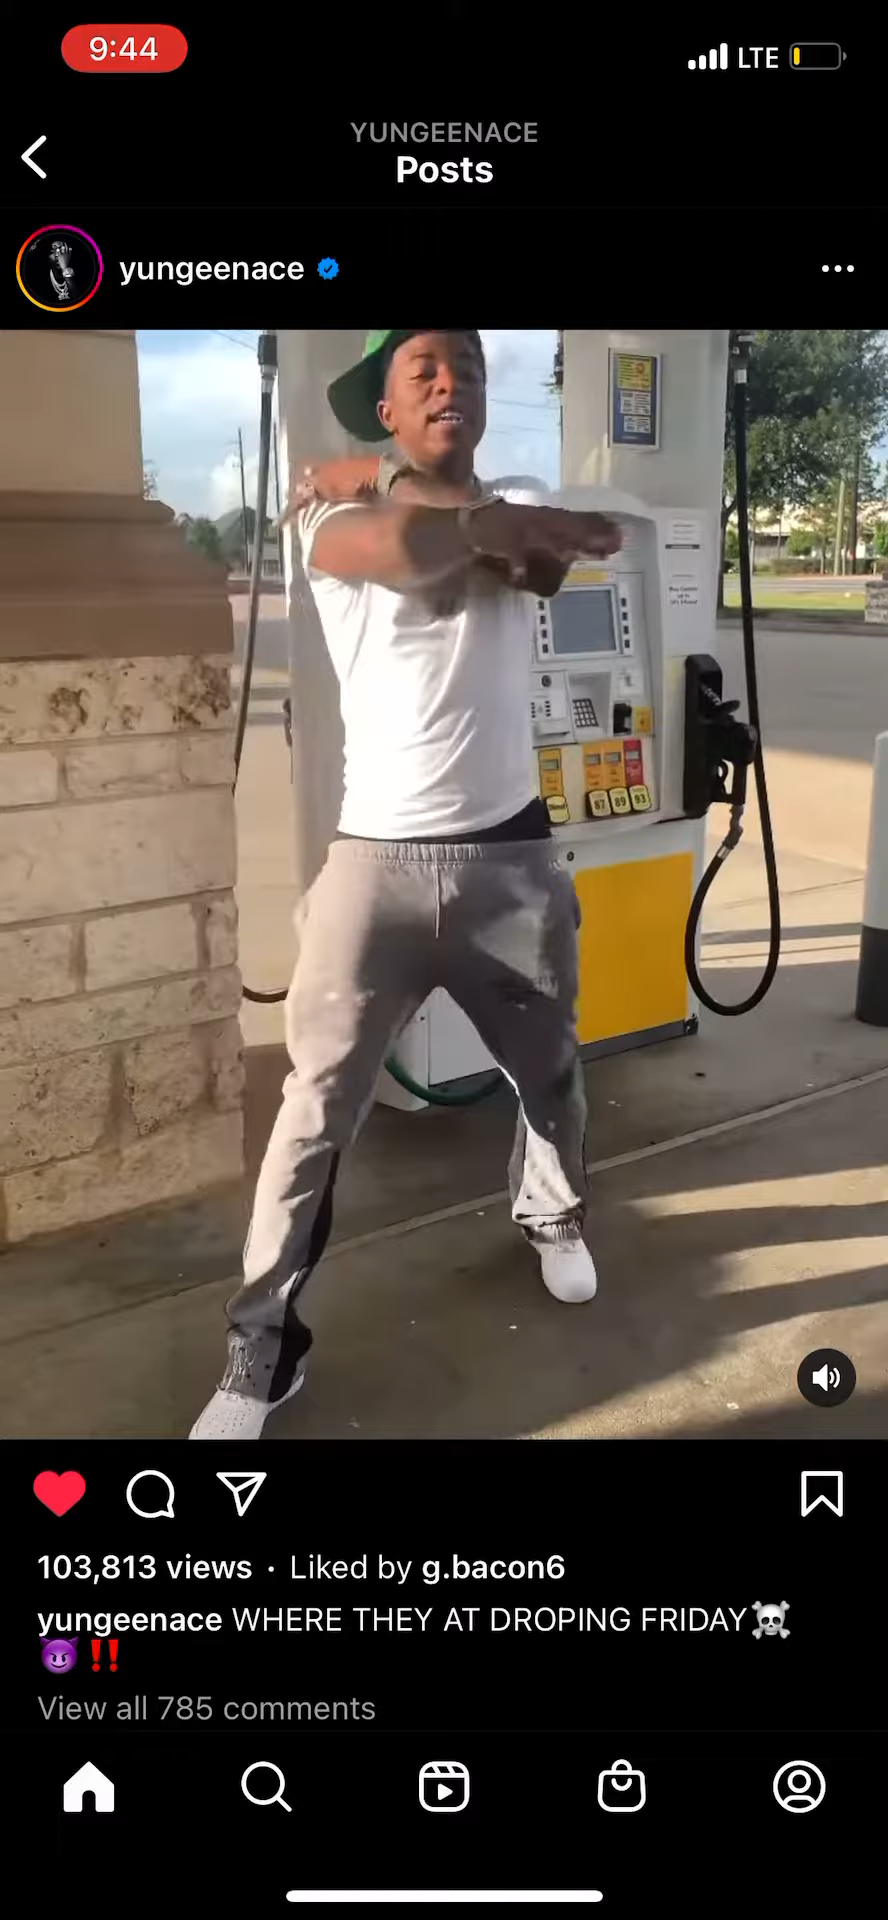 9:44
LTE
YUNGEENACE
Posts
yungeenace
Diesel
87 89 93
103,813 views · Liked by g.bacon6
yungeenace WHERE THEY AT DROPING FRIDAY☠️
😈‼️
View all 785 comments